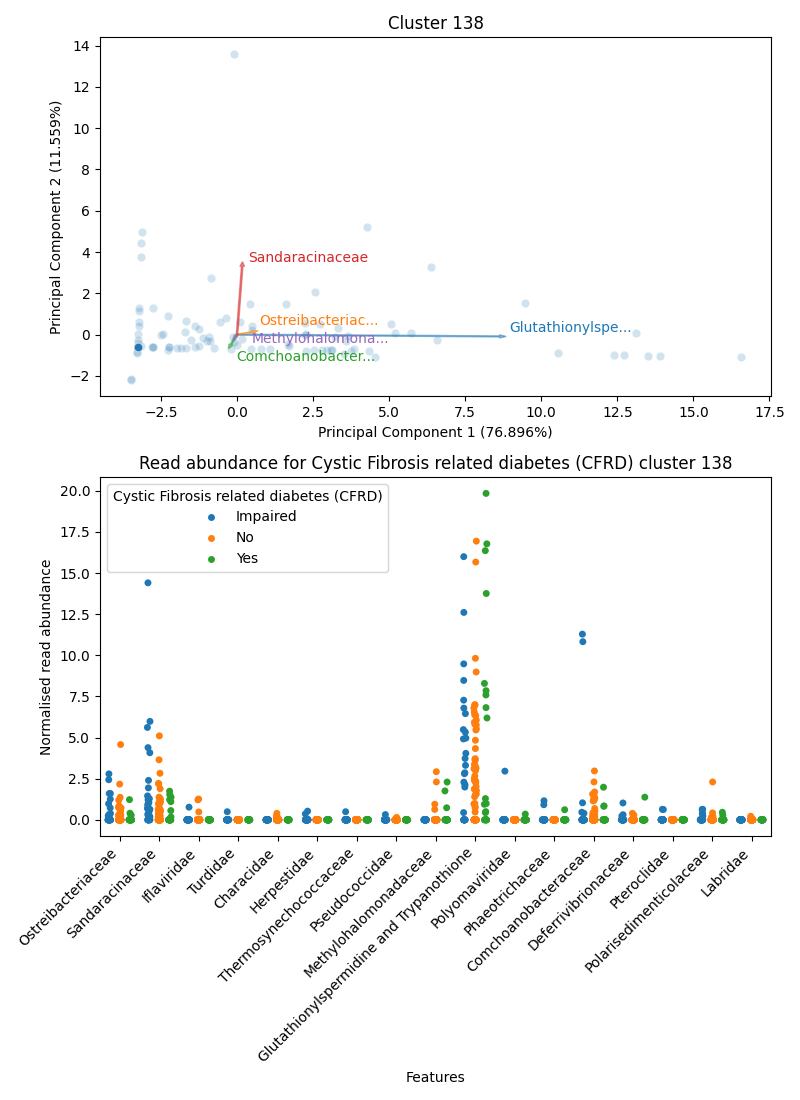 Cluster 138
14
12
10
8
6
4
2
0
−2
Principal Component 2 (11.559%)
Sandaracinaceae
Ostreibacteriac...
Glutathionylspe...
Methylohalomona...
Comchoanobacter...
−2.5
0.0
2.5
5.0
7.5
10.0
12.5
15.0
17.5
Principal Component 1 (76.896%)
Read abundance for Cystic Fibrosis related diabetes (CFRD) cluster 138
Cystic Fibrosis related diabetes (CFRD)
Impaired
No
Yes
20.0
17.5
15.0
12.5
10.0
7.5
5.0
2.5
0.0
Normalised read abundance
Ostreibacteriaceae
Sandaracinaceae
Iflaviridae
Turdidae
Characidae
Herpestidae
Thermosynechococcaceae
Pseudococcidae
Methylohalomonadaceae
Glutathionylspermidine and Trypanothione
Polyomaviridae
Phaeotrichaceae
Comchoanobacteraceae
Deferrivibrionaceae
Pteroclidae
Polarisedimenticolaceae
Labridae
Features